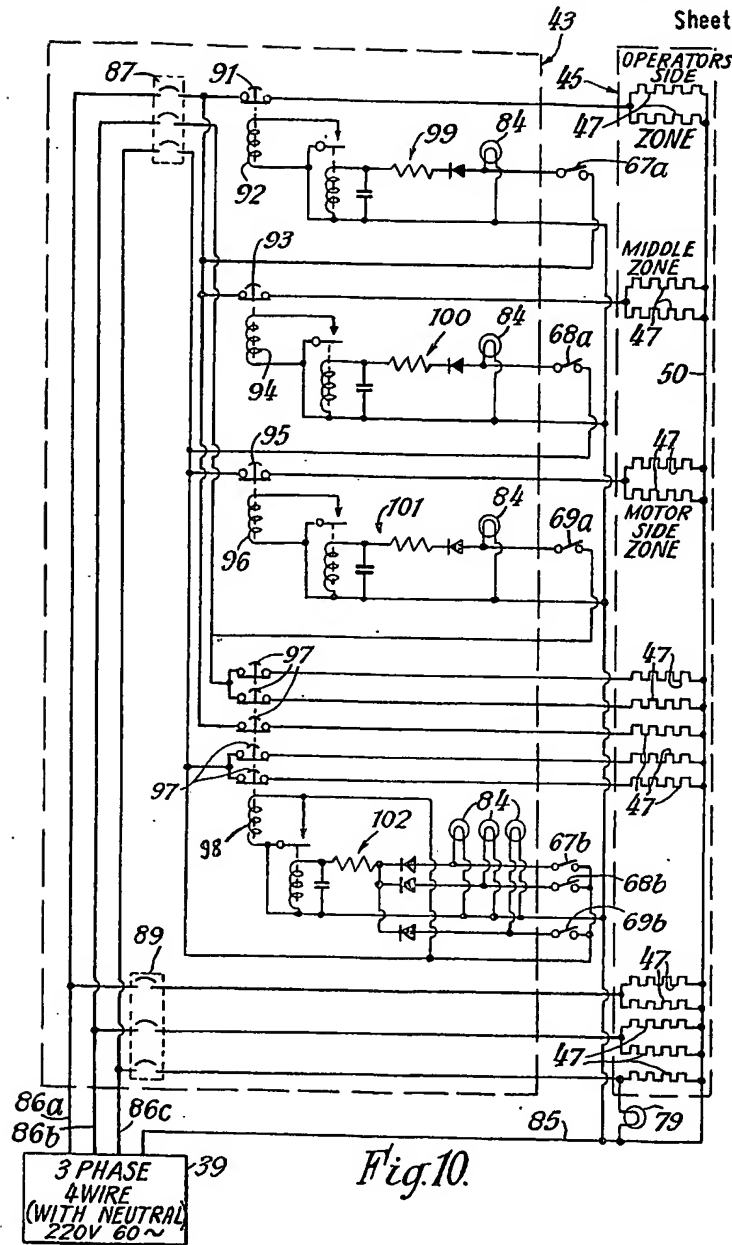 Sheet
43
87
91
45
OPERATORS
SIDE
47
ZONE
99
84
67a
92
93
MIDDLE
ZONE
47
100
84
68a
94
50
95
47
MOTOR
SIDE
ZONE
101
84
69a
96
97
47
97
47
98
102
84
67b
68b
69b
89
47
47
86a
86b
86c
85
79
3 PHASE
4 WIRE
(WITH NEUTRAL)
220V 60~
39
Fig.10.